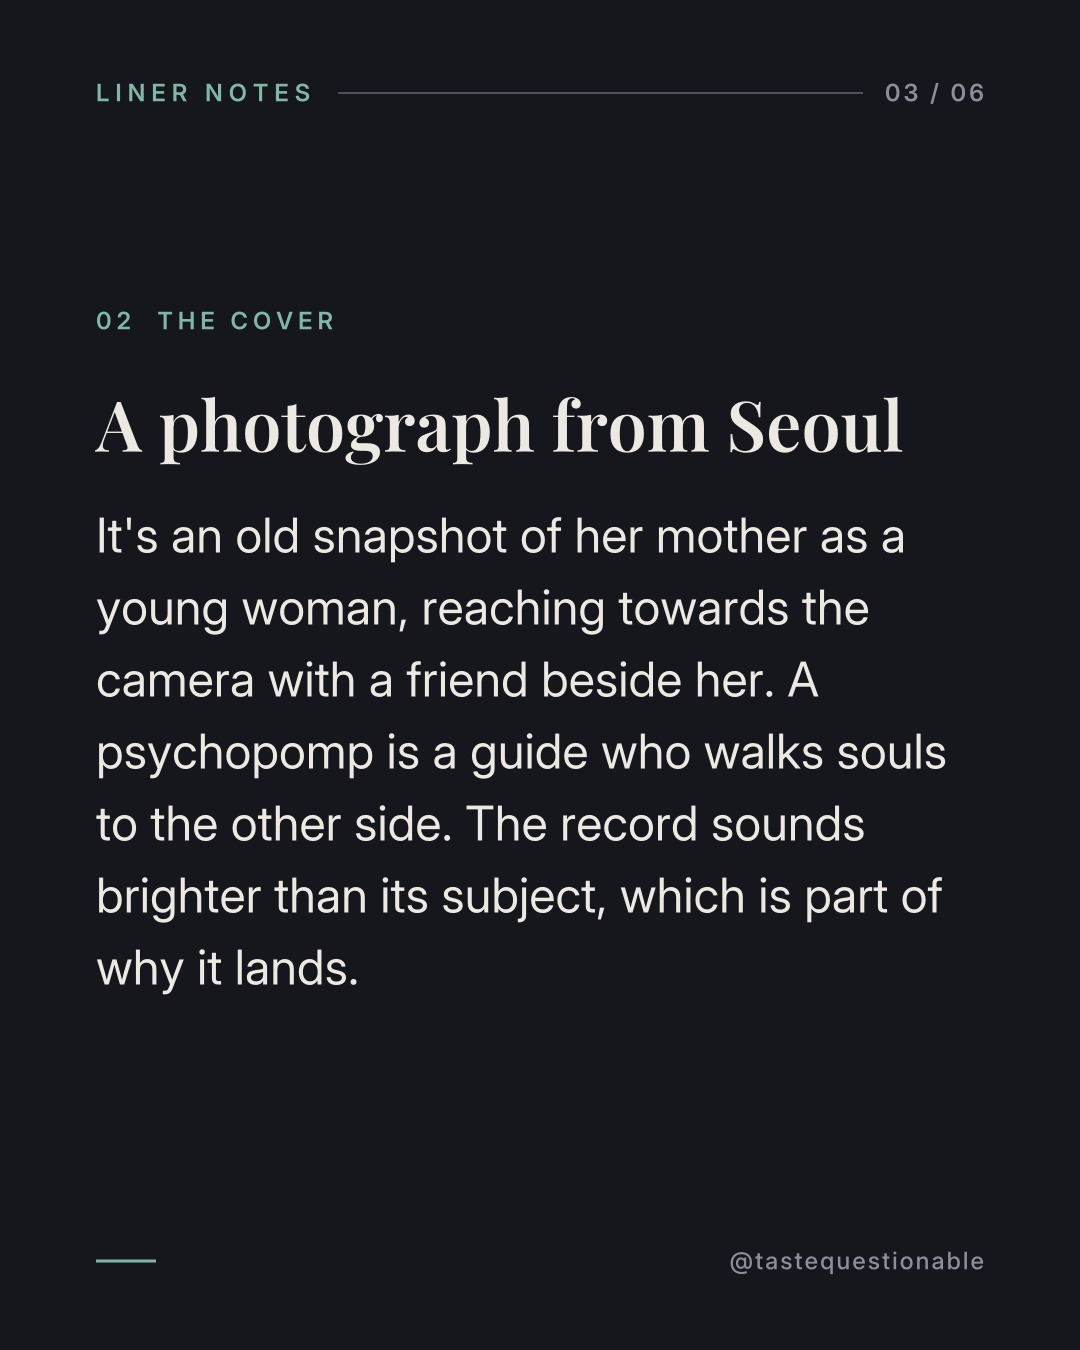 LINER NOTES
03 / 06
02 THE COVER
A photograph from Seoul
It's an old snapshot of her mother as a
young woman, reaching towards the
camera with a friend beside her. A
psychopomp is a guide who walks souls
to the other side. The record sounds
brighter than its subject, which is part of
why it lands.
@tastequestionable